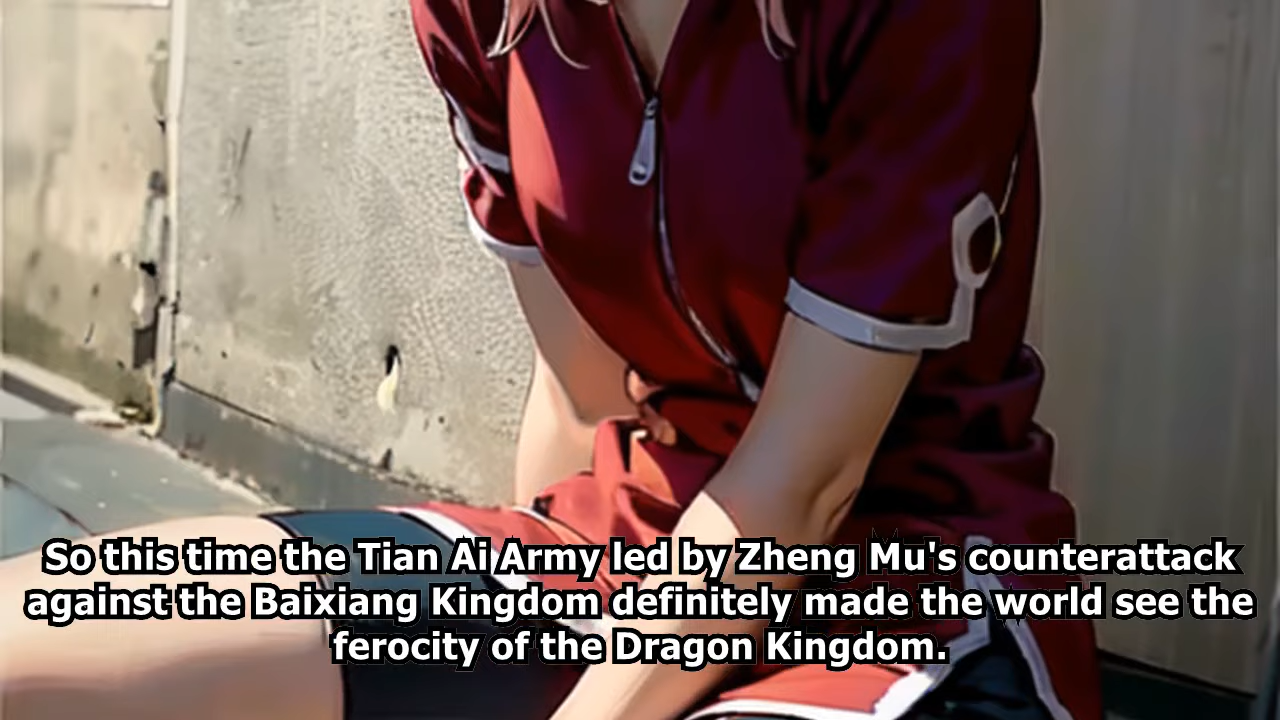 So this time the Tian Ai Army led by Zheng Mu's counterattack
against the Baixiang Kingdom definitely made the world see the
ferocity of the Dragon Kingdom.